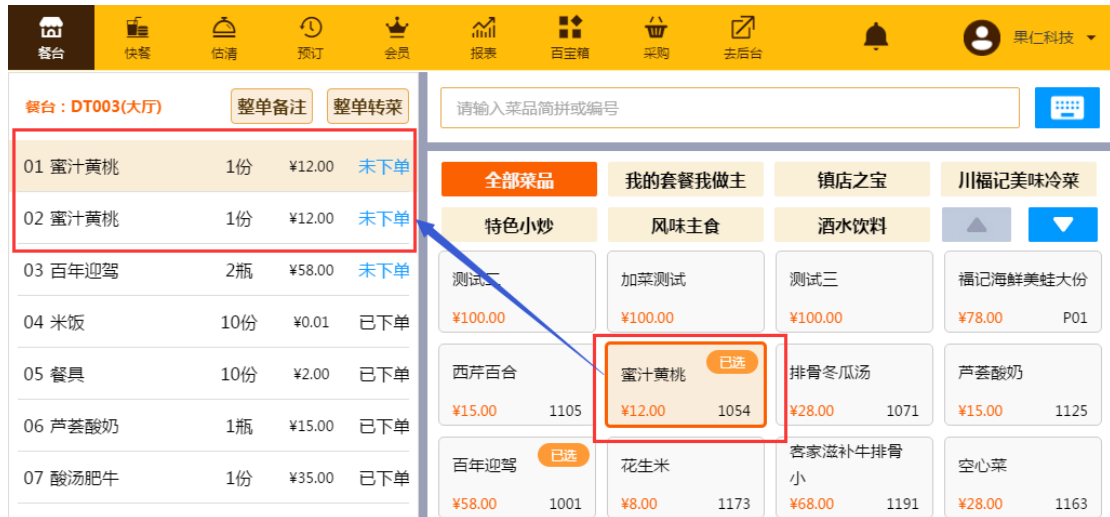 餐台
快餐
估清
预订
会员
报表
百宝箱
采购
去后台
果仁科技
餐台：DT003(大厅)
整单备注
整单转菜
01 蜜汁黄桃 1份 ¥12.00 未下单
02 蜜汁黄桃 1份 ¥12.00 未下单
03 百年迎驾 2瓶 ¥58.00 未下单
04 米饭 10份 ¥0.01 已下单
05 餐具 10份 ¥2.00 已下单
06 芦荟酸奶 1瓶 ¥15.00 已下单
07 酸汤肥牛 1份 ¥35.00 已下单
请输入菜品简拼或编号
全部菜品 我的套餐我做主 镇店之宝 川福记美味冷菜
特色小炒 风味主食 酒水饮料
测试二
¥100.00
加菜测试
¥100.00
测试三
¥100.00
福记海鲜美蛙大份
¥78.00 P01
西芹百合
¥15.00 1105
蜜汁黄桃 已选
¥12.00 1054
排骨冬瓜汤
¥28.00 1071
芦荟酸奶
¥15.00 1125
百年迎驾 已选
¥58.00 1001
花生米
¥8.00 1173
客家滋补牛排骨
小
¥68.00 1191
空心菜
¥28.00 1163